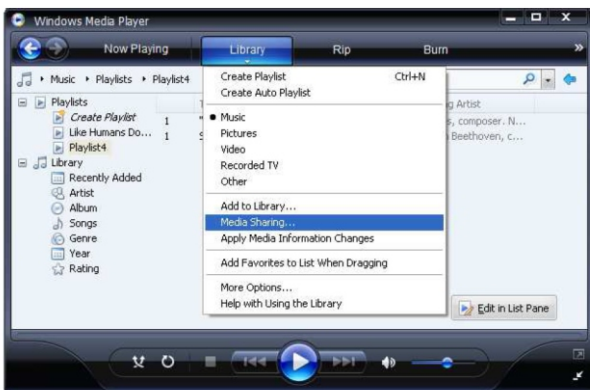 Windows Media Player
Now Playing Library Rip Burn »
Music Playlists Playlist4
Playlists
Create Playlist
Like Humans Do...
Playlist4
Library
Recently Added
Artist
Album
Songs
Genre
Year
Rating
1
1
Create Playlist Ctrl+N
Create Auto Playlist
Music
Pictures
Video
Recorded TV
Other
Add to Library...
Media Sharing...
Apply Media Information Changes
Add Favorites to List When Dragging
More Options...
Help with Using the Library
Artist
composer. N...
Beethoven, c...
Edit in List Pane